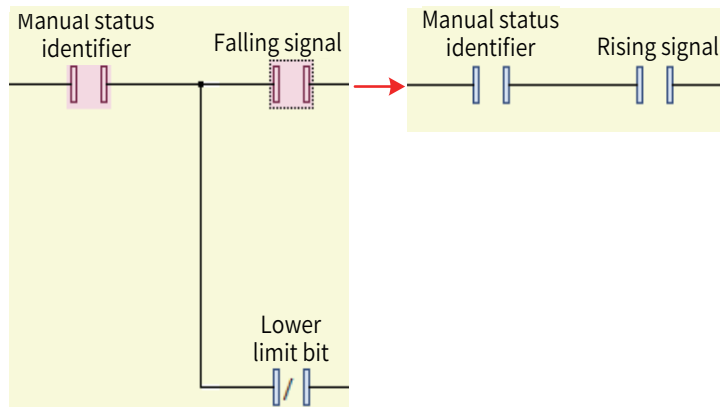 Manual status
identifier
Falling signal
Lower
limit bit
Manual status
identifier
Rising signal